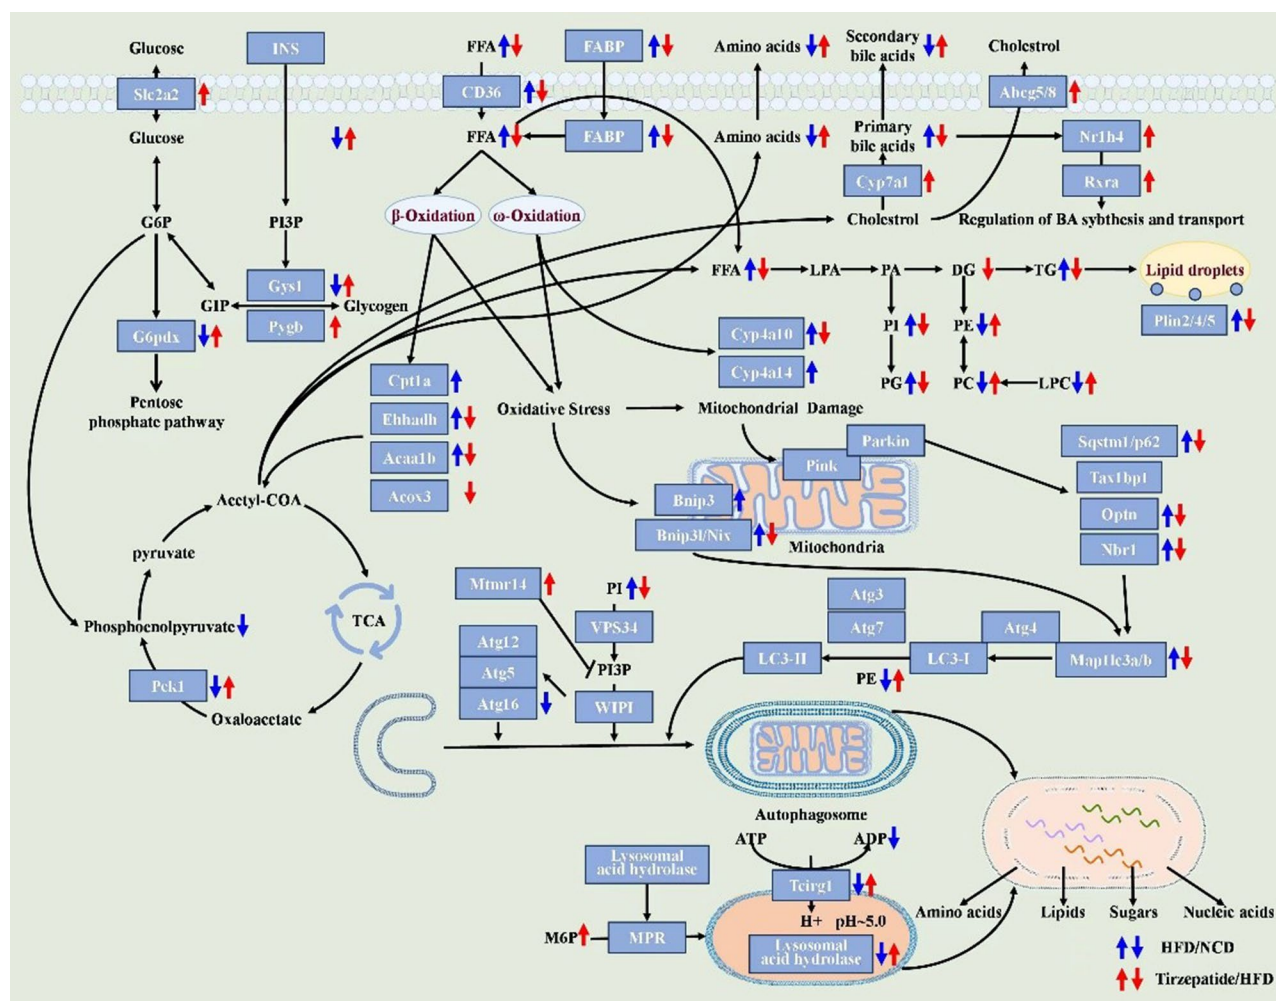 Glucose
INS
FFA
FABP
Amino acids
Secondary
bile acids
Cholestrol
Slc2a2
CD36
Abcg5/8
Glucose
FFA
FABP
Amino acids
Primary
bile acids
Nr1h4
Cyp7a1
Rxra
β-Oxidation
ω-Oxidation
G6P
PI3P
Cholestrol
Regulation of BA sybthesis and transport
FFA
LPA
PA
DG
TG
Lipid droplets
Gys1
GIP
Glycogen
Pygb
G6pdx
Cyp4a10
PI
PE
Plin2/4/5
Cyp4a14
Cpt1a
PG
PC
LPC
Pentose
phosphate pathway
Ehhadh
Oxidative Stress
Mitochondrial Damage
Acaa1b
Parkin
Sqstm1/p62
Pink
Tax1bp1
Acox3
Acetyl-COA
Bnip3
Optn
Bnip3l/Nix
Mitochondria
Nbr1
pyruvate
Mtmr14
PI
Atg3
Phosphoenolpyruvate
TCA
VPS34
Atg7
Atg4
Atg12
LC3-II
LC3-I
Map1lc3a/b
Atg5
PI3P
PE
Pck1
Atg16
WIPI
Oxaloacetate
Autophagosome
ATP
ADP
Lysosomal
acid hydrolase
Tcirg1
H+ pH~5.0
Amino acids
Lipids
Sugars
Nucleic acids
M6P
MPR
Lysosomal
acid hydrolase
HFD/NCD
Tirzepatide/HFD